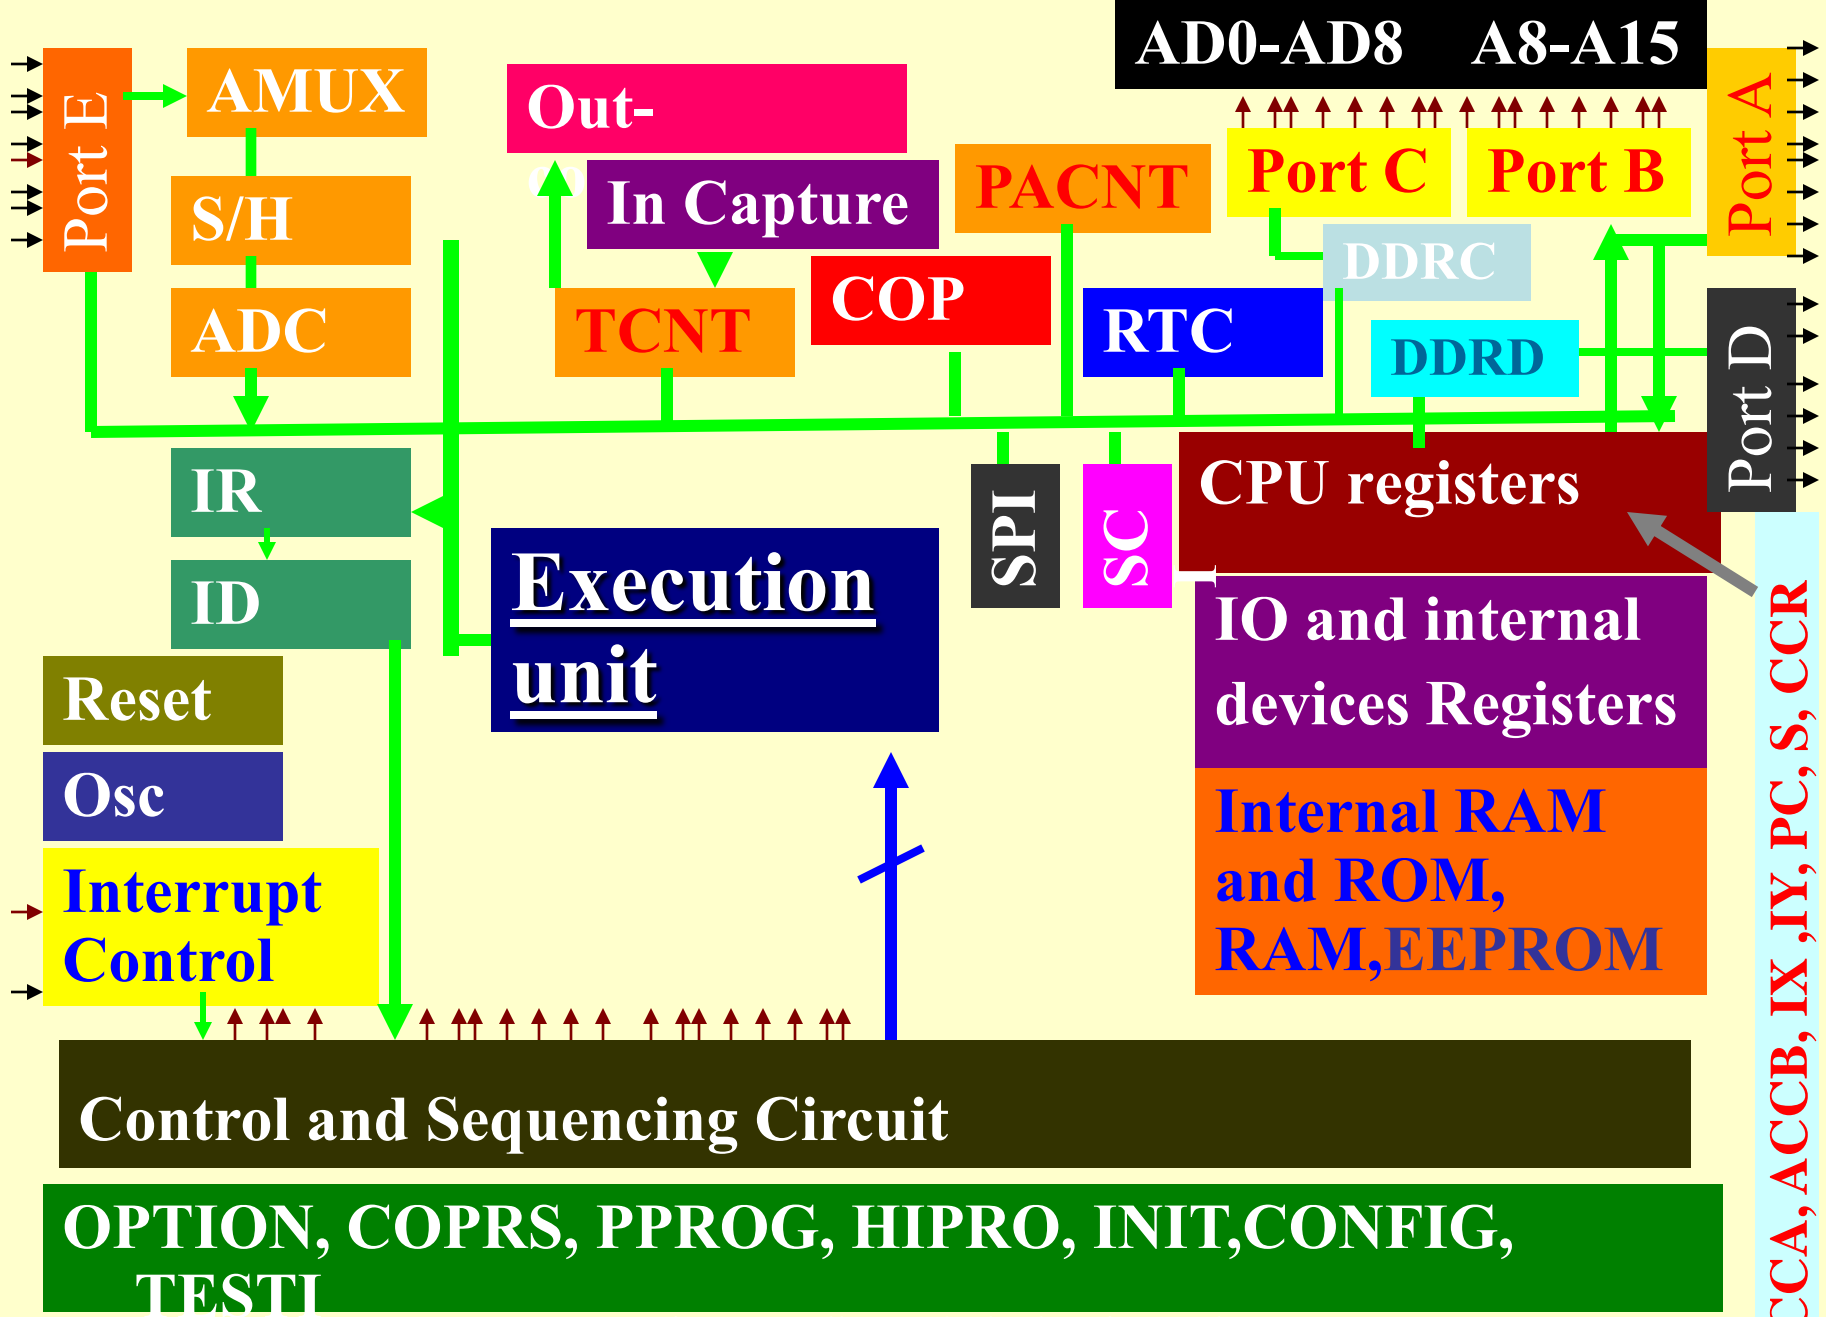 AD0-AD8 A8-A15
Port E
AMUX
Out-
Port A
S/H
In Capture
PACNT
Port C
Port B
DDRC
ADC
TCNT
COP
RTC
DDRD
Port D
IR
SPI
SC
CPU registers
ID
Execution
unit
IO and internal
devices Registers
Reset
Osc
Interrupt
Control
Internal RAM
and ROM,
RAM,EEPROM
CCA, ACCB, IX ,IY, PC, S, CCR
Control and Sequencing Circuit
OPTION, COPRS, PPROG, HIPRO, INIT,CONFIG,
TESTI